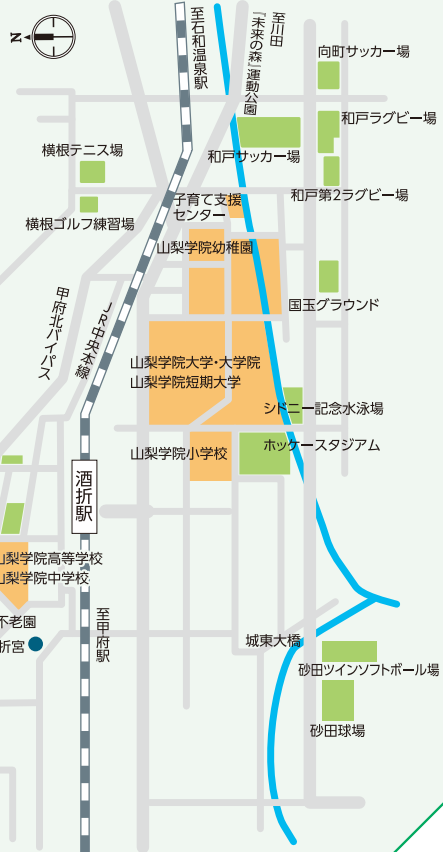 N
至石和温泉駅
至川田
『未来の森』運動公園
向町サッカー場
和戸ラグビー場
和戸サッカー場
横根テニス場
和戸第2ラグビー場
子育て支援
センター
横根ゴルフ練習場
山梨学院幼稚園
甲府北バイパス
JR中央本線
国玉グラウンド
山梨学院大学・大学院
山梨学院短期大学
シドニー記念水泳場
ホッケースタジアム
山梨学院小学校
酒折駅
山梨学院高等学校
山梨学院中学校
不老園
折宮
至甲府駅
城東大橋
砂田ツインソフトボール場
砂田球場